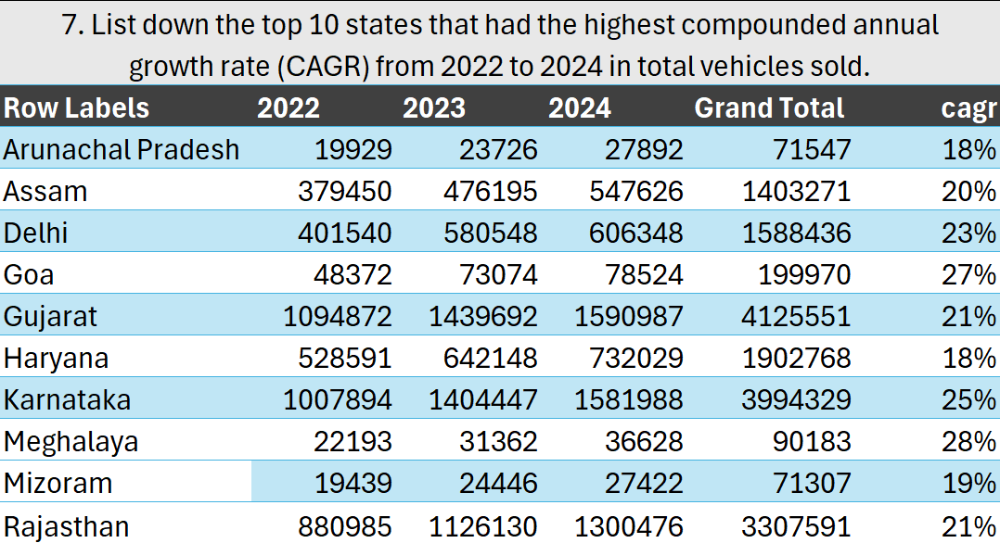 7. List down the top 10 states that had the highest compounded annual
growth rate (CAGR) from 2022 to 2024 in total vehicles sold.
Row Labels 2022 2023 2024 Grand Total cagr
Arunachal Pradesh 19929 23726 27892 71547 18%
Assam 379450 476195 547626 1403271 20%
Delhi 401540 580548 606348 1588436 23%
Goa 48372 73074 78524 199970 27%
Gujarat 1094872 1439692 1590987 4125551 21%
Haryana 528591 642148 732029 1902768 18%
Karnataka 1007894 1404447 1581988 3994329 25%
Meghalaya 22193 31362 36628 90183 28%
Mizoram 19439 24446 27422 71307 19%
Rajasthan 880985 1126130 1300476 3307591 21%